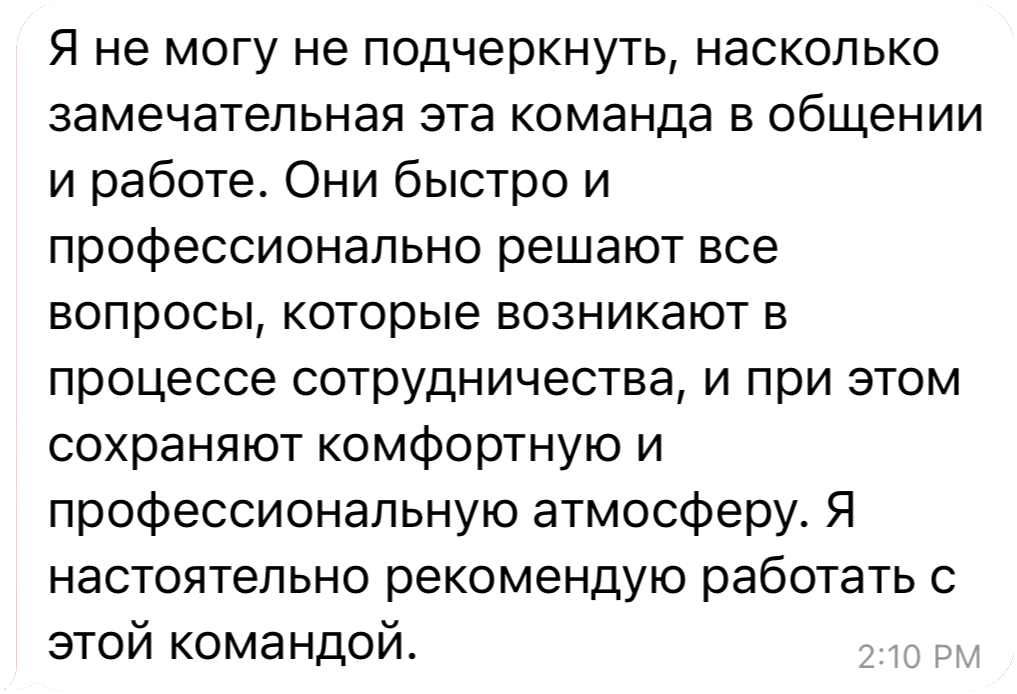 Я не могу не подчеркнуть, насколько
замечательная эта команда в общении
и работе. Они быстро и
профессионально решают все
вопросы, которые возникают в
процессе сотрудничества, и при этом
сохраняют комфортную и
профессиональную атмосферу. Я
настоятельно рекомендую работать с
этой командой.
2:10 PM